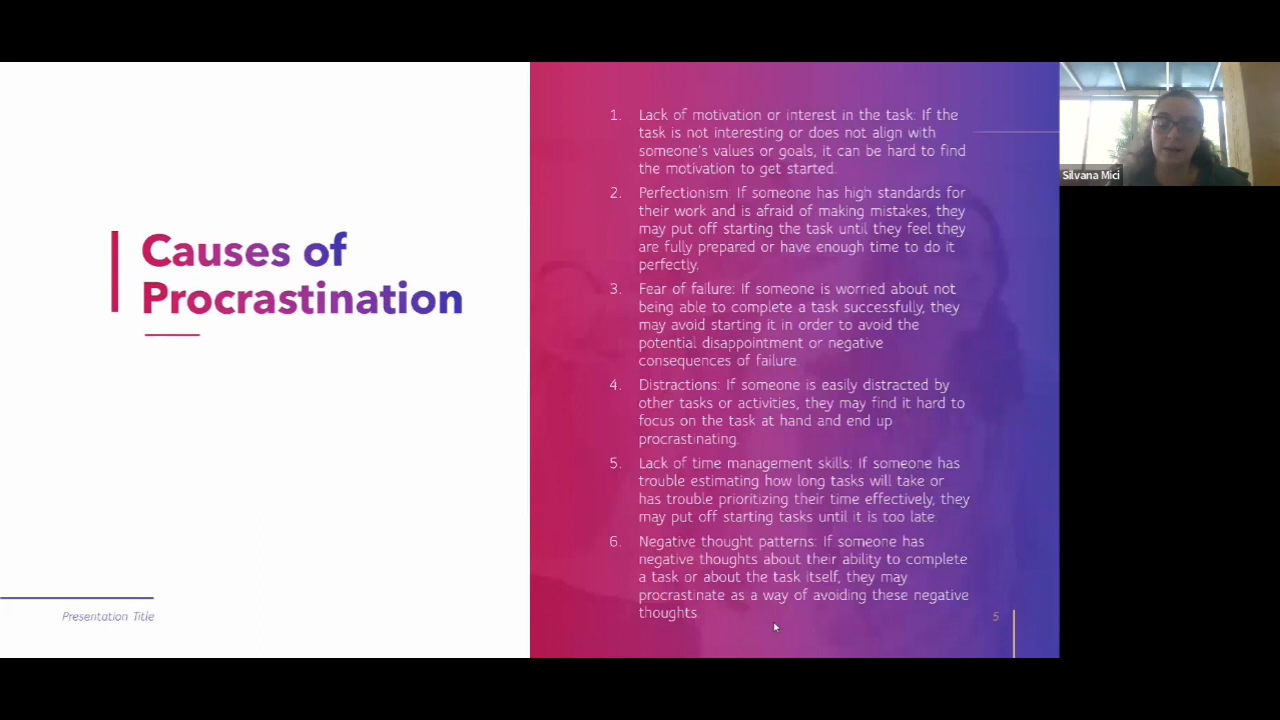 Causes of
Procrastination
Presentation Title
1. Lack of motivation or interest in the task: If the
task is not interesting or does not align with
someone's values or goals, it can be hard to find
the motivation to get started.
2. Perfectionism: If someone has high standards for
their work and is afraid of making mistakes, they
may put off starting the task until they feel they
are fully prepared or have enough time to do it
perfectly.
3. Fear of failure: If someone is worried about not
being able to complete a task successfully, they
may avoid starting it in order to avoid the
potential disappointment or negative
consequences of failure.
4. Distractions: If someone is easily distracted by
other tasks or activities, they may find it hard to
focus on the task at hand and end up
procrastinating.
5. Lack of time management skills: If someone has
trouble estimating how long tasks will take or
has trouble prioritizing their time effectively, they
may put off starting tasks until it is too late.
6. Negative thought patterns: If someone has
negative thoughts about their ability to complete
a task or about the task itself, they may
procrastinate as a way of avoiding these negative
thoughts.
5
Silvana Mici